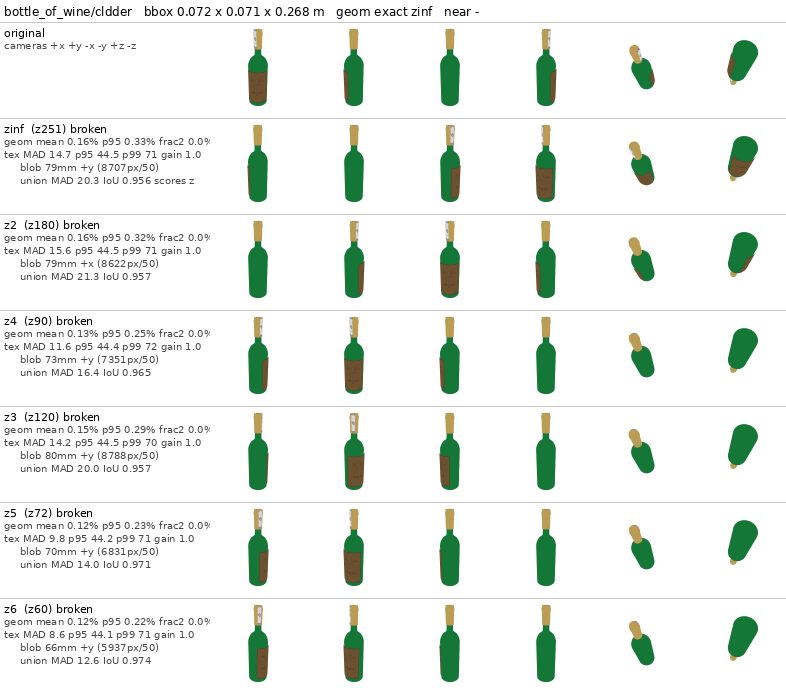 bottle_of_wine/cldder bbox 0.072 x 0.071 x 0.268 m geom exact zinf near -
original
cameras +x +y -x -y +z -z
zinf (z251) broken
geom mean 0.16% p95 0.33% frac2 0.0%
tex MAD 14.7 p95 44.5 p99 71 gain 1.0
blob 79mm +y (8707px/50)
union MAD 20.3 IoU 0.956 scores z
z2 (z180) broken
geom mean 0.16% p95 0.32% frac2 0.0%
tex MAD 15.6 p95 44.5 p99 71 gain 1.0
blob 79mm +x (8622px/50)
union MAD 21.3 IoU 0.957
z4 (z90) broken
geom mean 0.13% p95 0.25% frac2 0.0%
tex MAD 11.6 p95 44.4 p99 72 gain 1.0
blob 73mm +y (7351px/50)
union MAD 16.4 IoU 0.965
z3 (z120) broken
geom mean 0.15% p95 0.29% frac2 0.0%
tex MAD 14.2 p95 44.5 p99 70 gain 1.0
blob 80mm +y (8788px/50)
union MAD 20.0 IoU 0.957
z5 (z72) broken
geom mean 0.12% p95 0.23% frac2 0.0%
tex MAD 9.8 p95 44.2 p99 71 gain 1.0
blob 70mm +y (6831px/50)
union MAD 14.0 IoU 0.971
z6 (z60) broken
geom mean 0.12% p95 0.22% frac2 0.0%
tex MAD 8.6 p95 44.1 p99 71 gain 1.0
blob 66mm +y (5937px/50)
union MAD 12.6 IoU 0.974